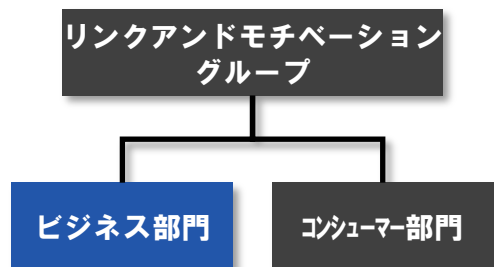 リンクアンドモチベーション
グループ
ビジネス部門
コンシューマー部門